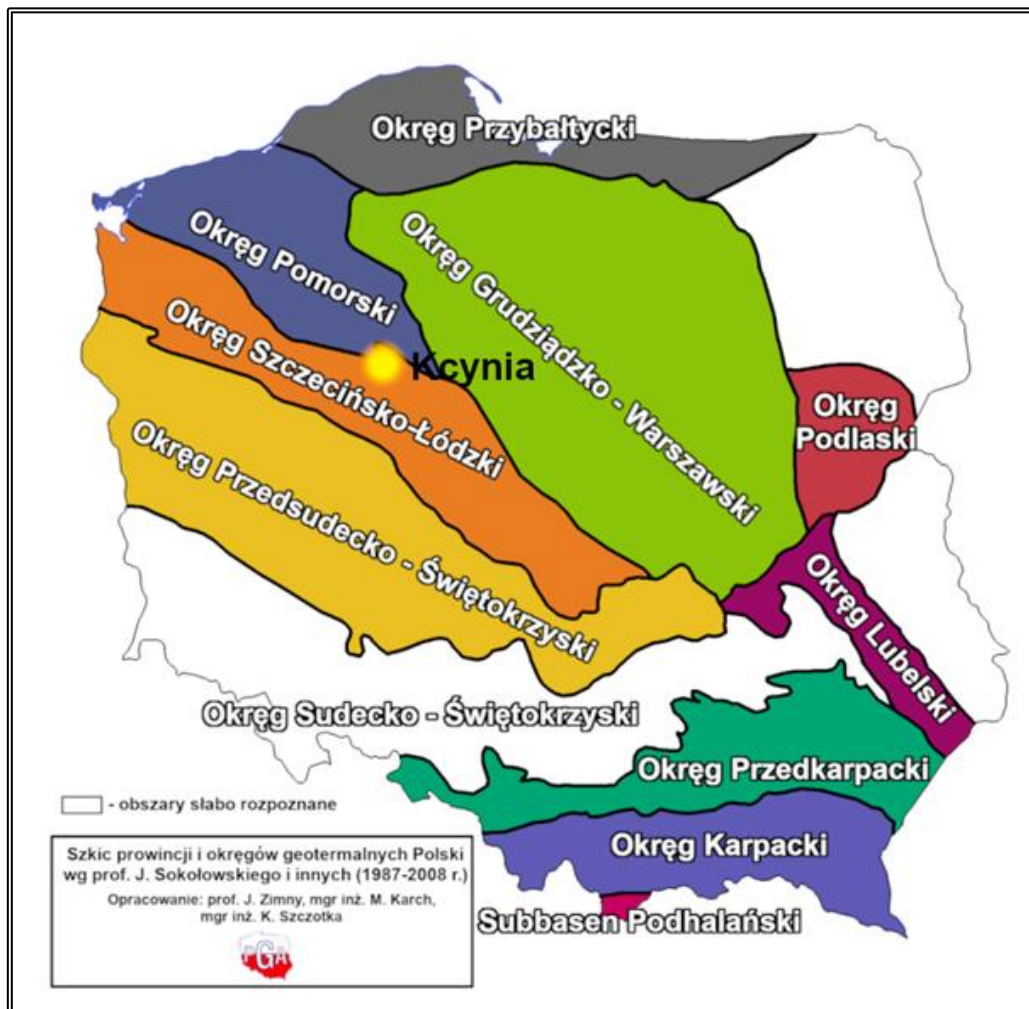 Okręg Przybałtycki
Okręg Pomorski
Okręg Grudziądzko - Warszawski
Okręg Szczecińsko-Łódzki
Kcynia
Okręg
Podlaski
Okręg Przedsudecko - Świętokrzyski
Okręg Lubelski
Okręg Sudecko - Świętokrzyski
Okręg Przedkarpacki
- obszary słabo rozpoznane
Okręg Karpacki
Subbasen Podhalański
Szkic prowincji i okręgów geotermalnych Polski
wg prof. J. Sokołowskiego i innych (1987-2008 r.)
Opracowanie: prof. J. Zimny, mgr inż. M. Karch,
mgr inż. K. Szczotka
PGA